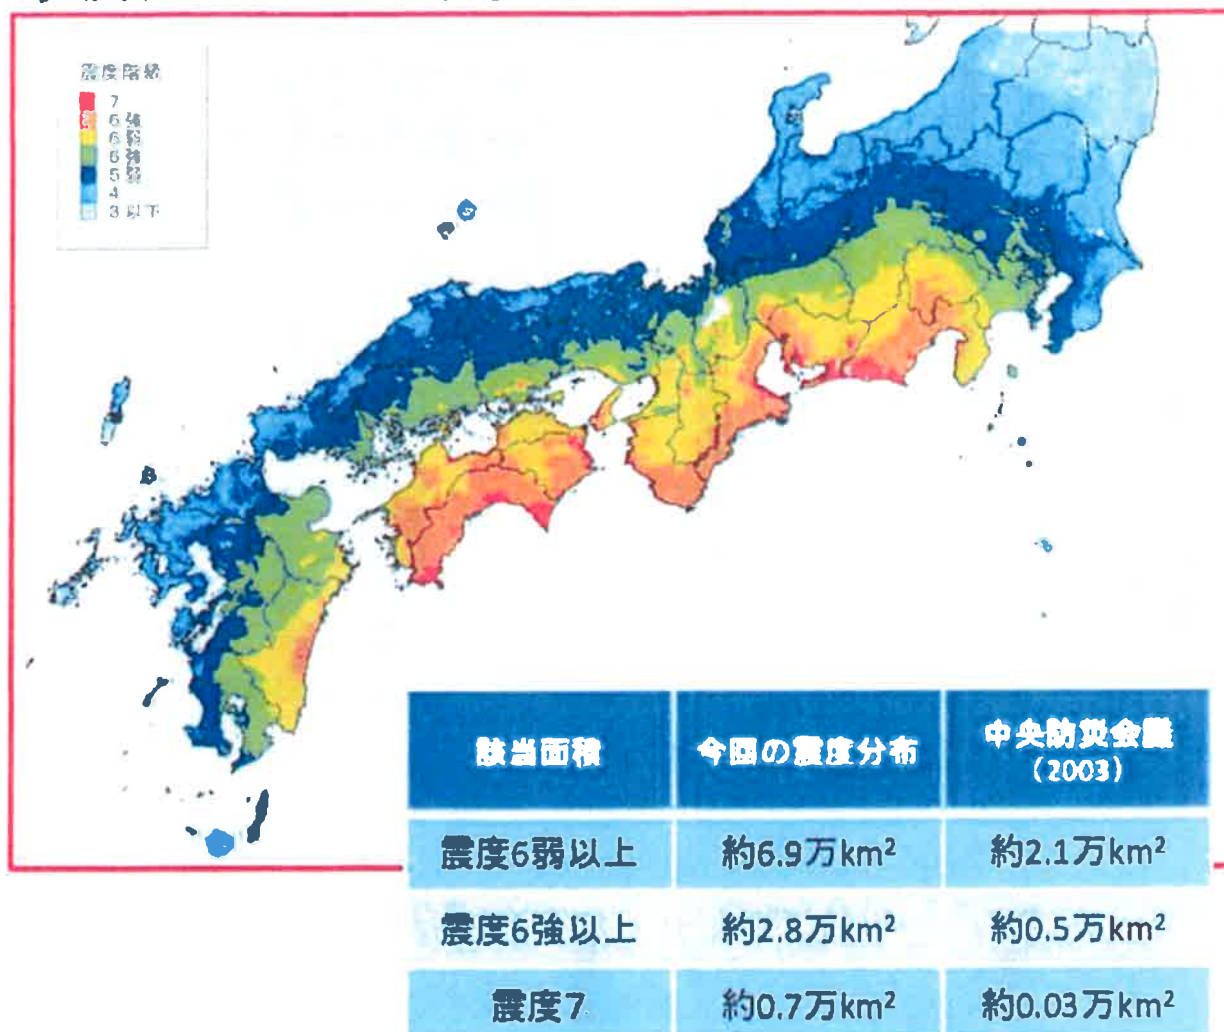 震度階級
7
6強
6弱
6強
5弱
4
3以下
該当面積 今回の震度分布 中央防災会議
(2003)
震度6弱以上 約6.9万km² 約2.1万km²
震度6強以上 約2.8万km² 約0.5万km²
震度7 約0.7万km² 約0.03万km²